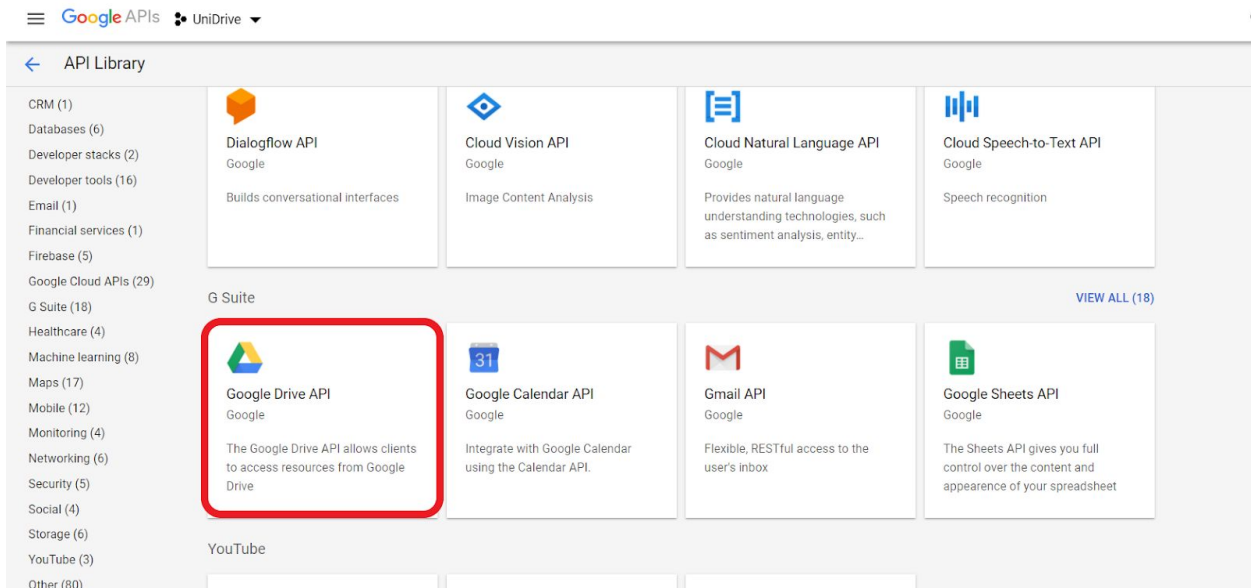 Google APIs UniDrive
API Library
CRM (1)
Databases (6)
Developer stacks (2)
Developer tools (16)
Email (1)
Financial services (1)
Firebase (5)
Google Cloud APIs (29)
G Suite (18)
Healthcare (4)
Machine learning (8)
Maps (17)
Mobile (12)
Monitoring (4)
Networking (6)
Security (5)
Social (4)
Storage (6)
YouTube (3)
Other (80)
Dialogflow API
Google
Builds conversational interfaces
Cloud Vision API
Google
Image Content Analysis
Cloud Natural Language API
Google
Provides natural language
understanding technologies, such
as sentiment analysis, entity...
Cloud Speech-to-Text API
Google
Speech recognition
G Suite
VIEW ALL (18)
Google Drive API
Google
The Google Drive API allows clients
to access resources from Google
Drive
31
Google Calendar API
Google
Integrate with Google Calendar
using the Calendar API.
Gmail API
Google
Flexible, RESTful access to the
user's inbox
Google Sheets API
Google
The Sheets API gives you full
control over the content and
appearence of your spreadsheet
YouTube